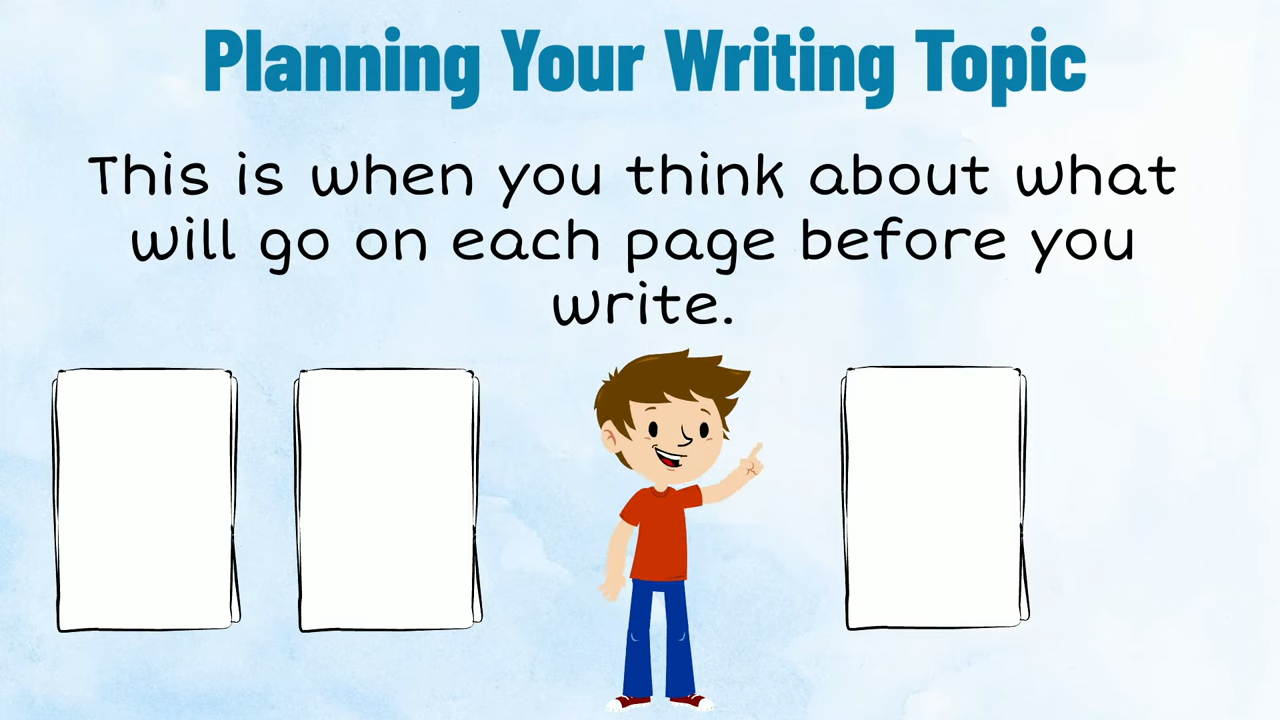 Planning Your Writing Topic
This is when you think about what
will go on each page before you
write.